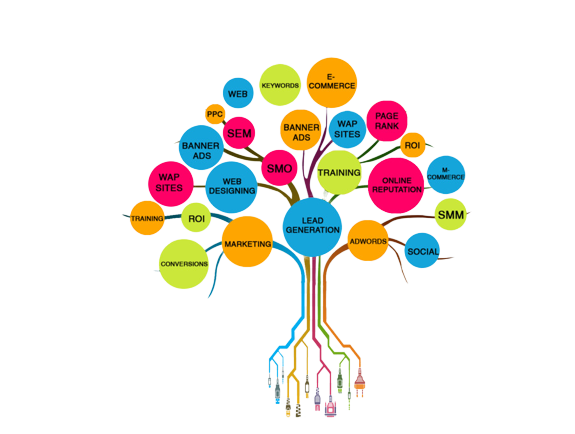 E-
COMMERCE
KEYWORDS
WEB
PPC
SEM
BANNER
ADS
WAP
SITES
PAGE
RANK
ROI
BANNER
ADS
SMO
TRAINING
M-
COMMERCE
WAP
SITES
WEB
DESIGNING
ONLINE
REPUTATION
TRAINING
ROI
LEAD
GENERATION
SMM
MARKETING
ADWORDS
SOCIAL
CONVERSIONS